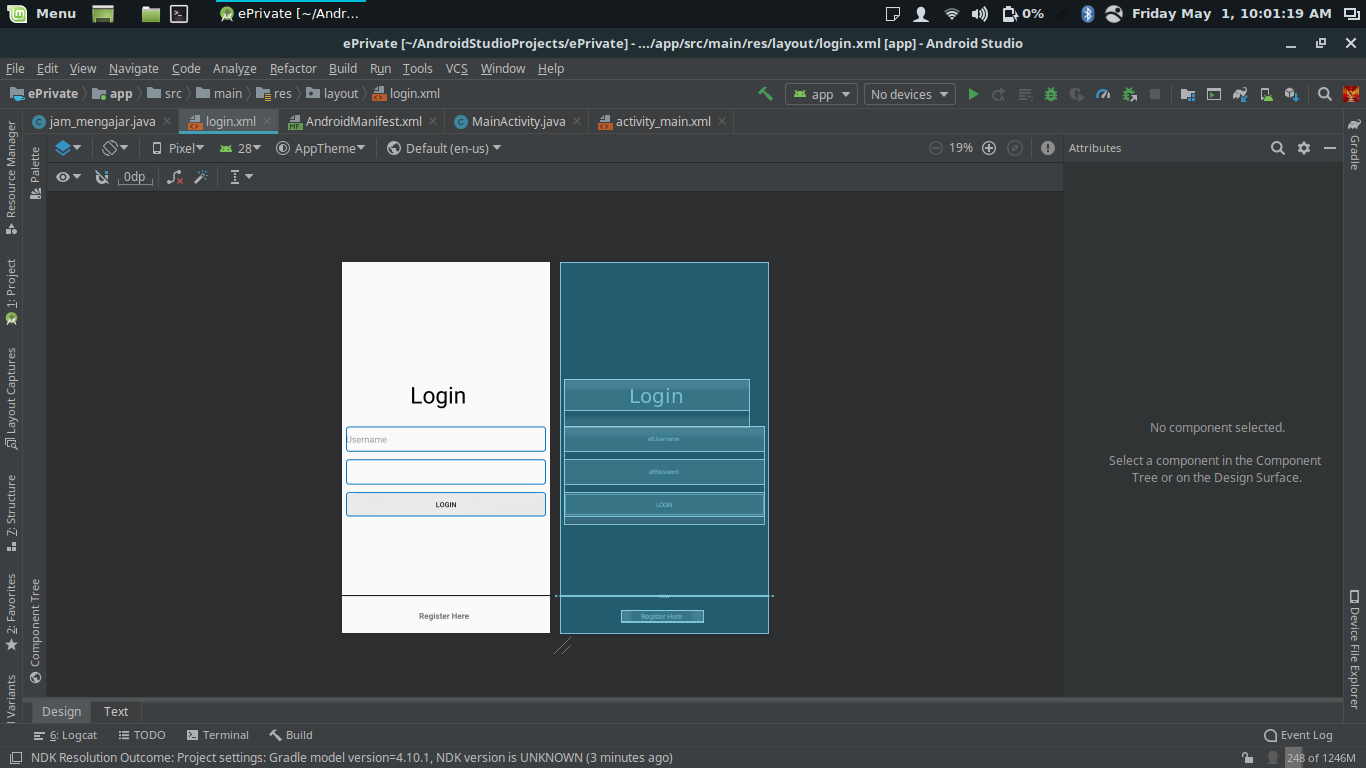 Menu ePrivate [~/Andr... 0% Friday May 1, 10:01:19 AM
ePrivate [~/AndroidStudioProjects/ePrivate] - .../app/src/main/res/layout/login.xml [app] - Android Studio
File Edit View Navigate Code Analyze Refactor Build Run Tools VCS Window Help
ePrivate app src main res layout login.xml app No devices
jam_mengajar.java login.xml AndroidManifest.xml MainActivity.java activity_main.xml
Pixel 28 AppTheme Default (en-us) 19% Attributes
0dp
Resource Manager
1: Project
Layout Captures
7: Structure
2: Favorites
Variants
Palette
Component Tree
Login
Username
LOGIN
Register Here
Login
etUsername
etPassword
LOGIN
Register Here
No component selected.
Select a component in the Component
Tree or on the Design Surface.
Gradle
Device File Explorer
Design Text
6: Logcat TODO Terminal Build Event Log
NDK Resolution Outcome: Project settings: Gradle model version=4.10.1, NDK version is UNKNOWN (3 minutes ago) 248 of 1246M